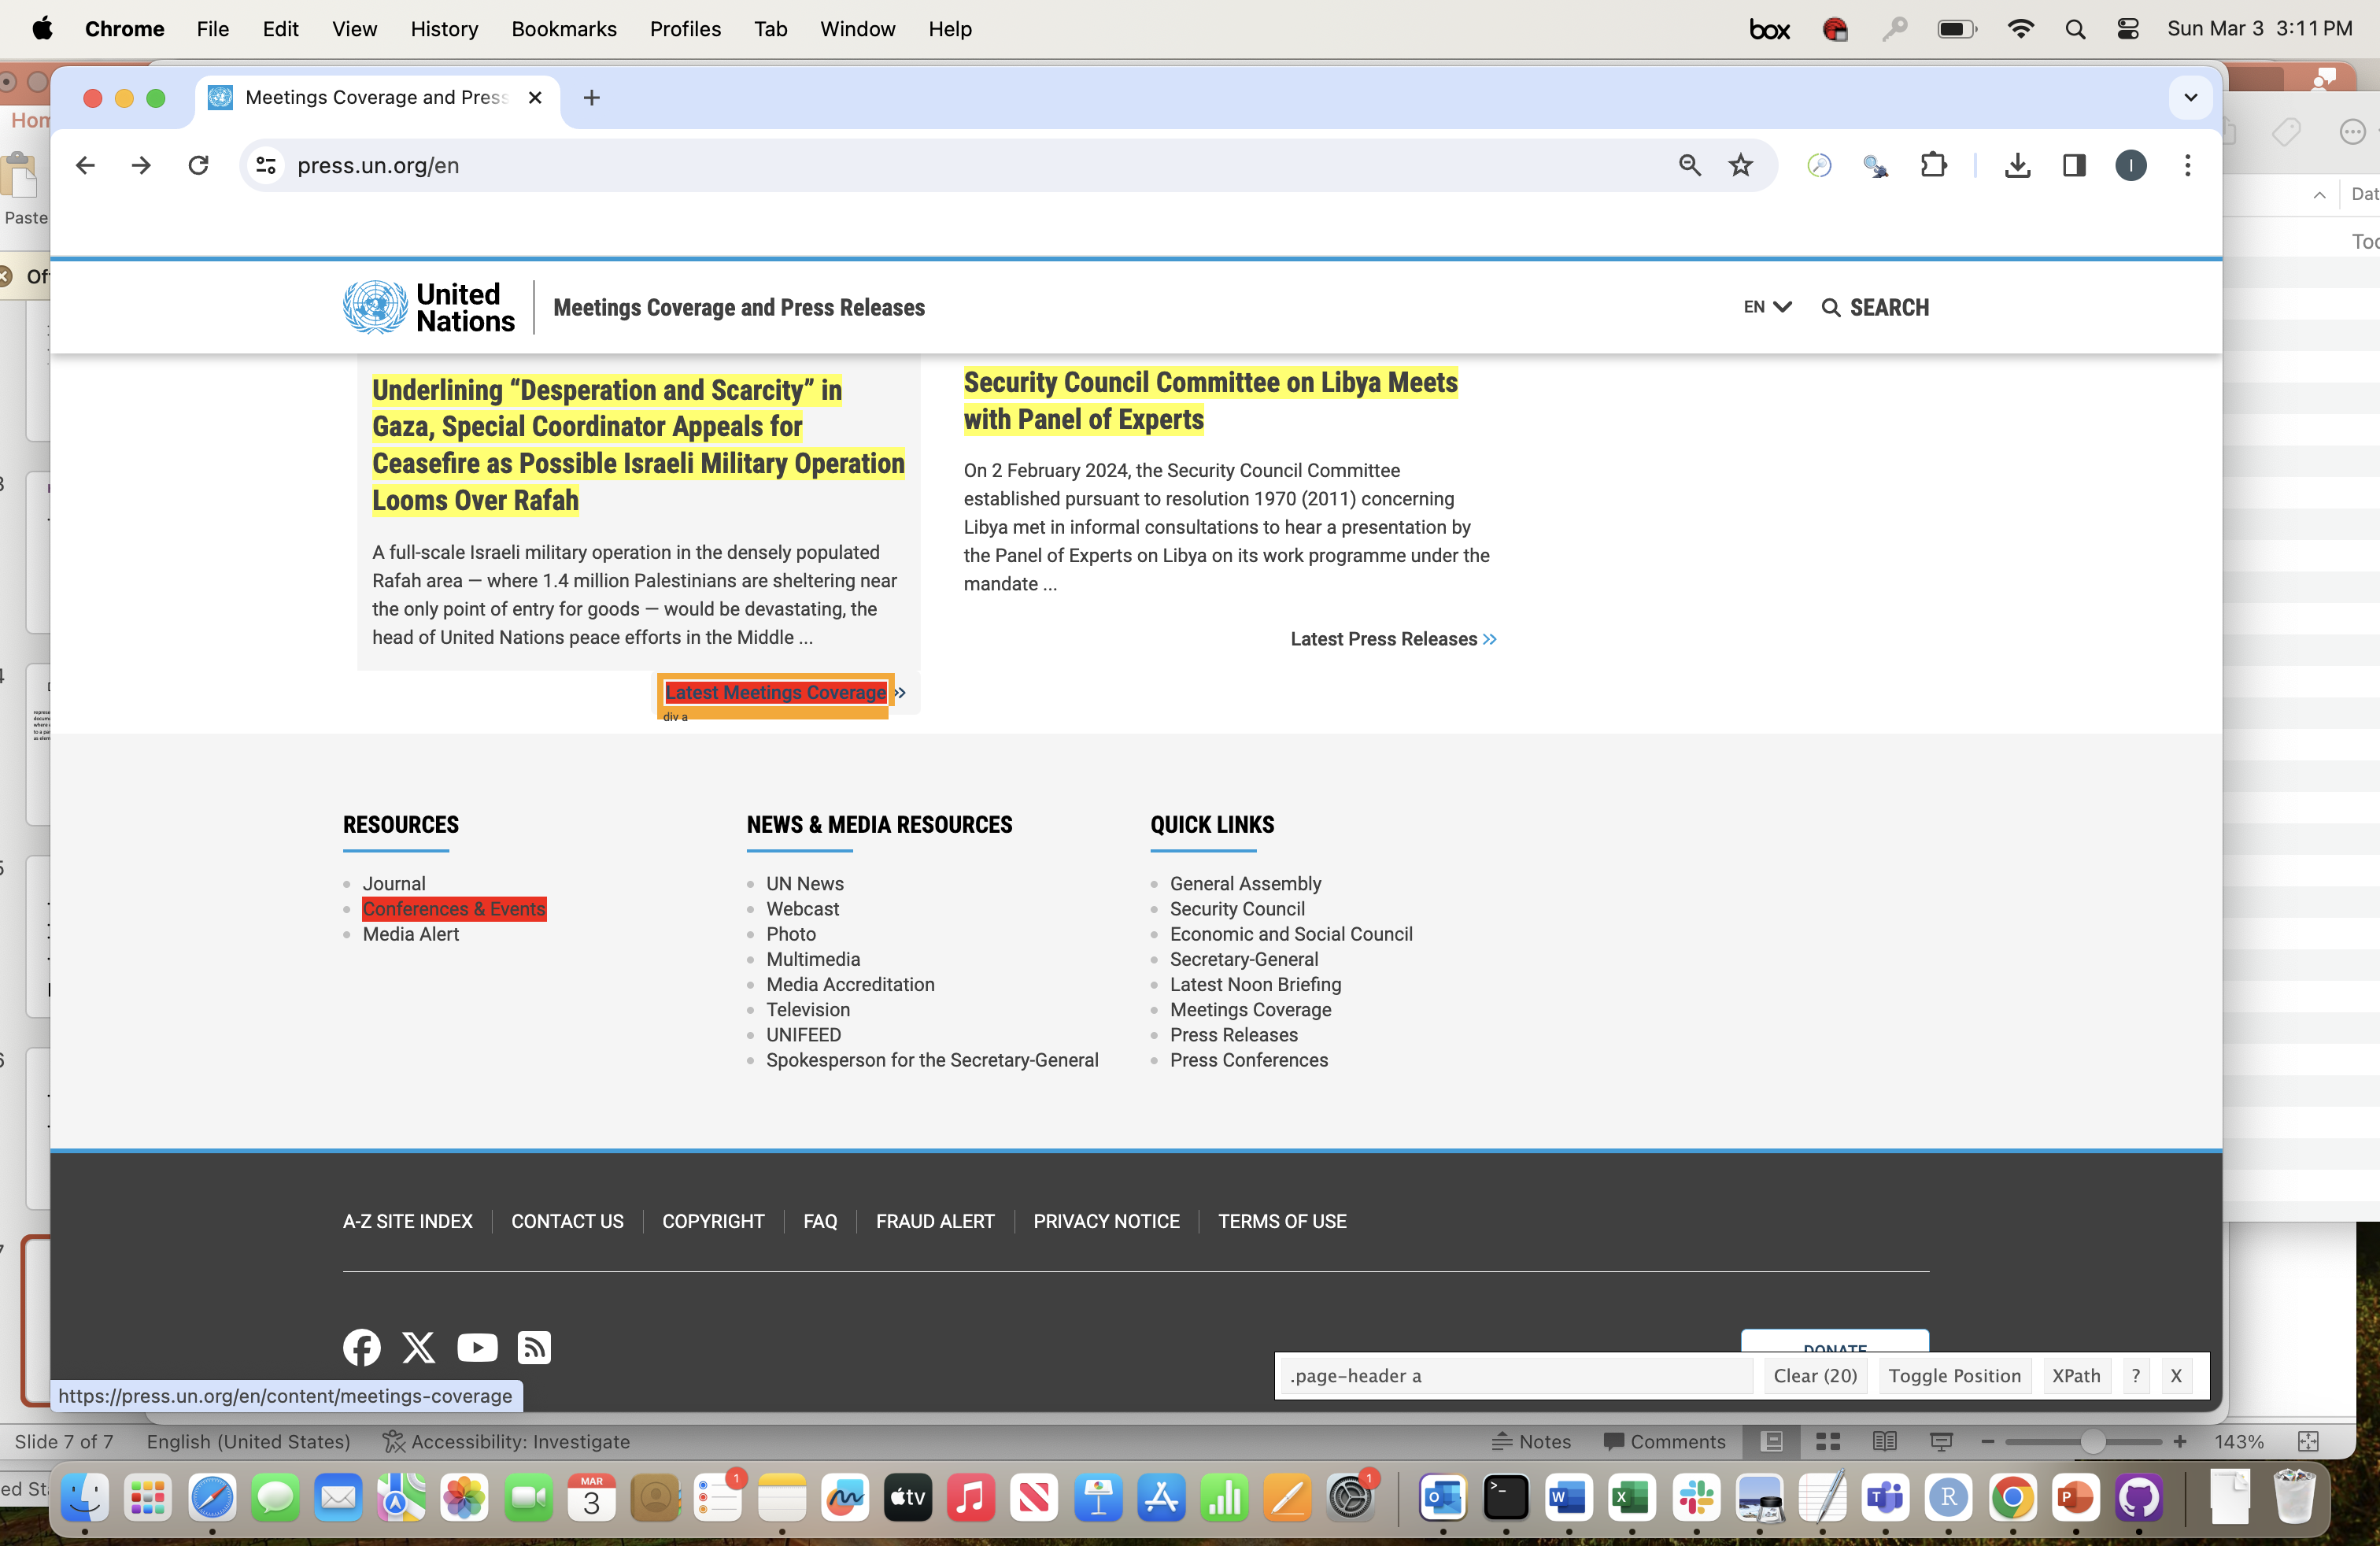 Chrome File Edit View History Bookmarks Profiles Tab Window Help box Sun Mar 3 3:11 PM
Meetings Coverage and Press
Paste
press.un.org/en
United Nations
Meetings Coverage and Press Releases
EN SEARCH
Underlining “Desperation and Scarcity” in
Gaza, Special Coordinator Appeals for
Ceasefire as Possible Israeli Military Operation
Looms Over Rafah
A full-scale Israeli military operation in the densely populated
Rafah area — where 1.4 million Palestinians are sheltering near
the only point of entry for goods — would be devastating, the
head of United Nations peace efforts in the Middle ...
Latest Meetings Coverage »
div a
Security Council Committee on Libya Meets
with Panel of Experts
On 2 February 2024, the Security Council Committee
established pursuant to resolution 1970 (2011) concerning
Libya met in informal consultations to hear a presentation by
the Panel of Experts on Libya on its work programme under the
mandate ...
Latest Press Releases »
RESOURCES
Journal
Conferences & Events
Media Alert
NEWS & MEDIA RESOURCES
UN News
Webcast
Photo
Multimedia
Media Accreditation
Television
UNIFEED
Spokesperson for the Secretary-General
QUICK LINKS
General Assembly
Security Council
Economic and Social Council
Secretary-General
Latest Noon Briefing
Meetings Coverage
Press Releases
Press Conferences
A-Z SITE INDEX CONTACT US COPYRIGHT FAQ FRAUD ALERT PRIVACY NOTICE TERMS OF USE
DONATE
.page-header a Clear (20) Toggle Position XPath ? X
https://press.un.org/en/content/meetings-coverage
Slide 7 of 7 English (United States) Accessibility: Investigate Notes Comments 143%
MAR
3
1
tv
1